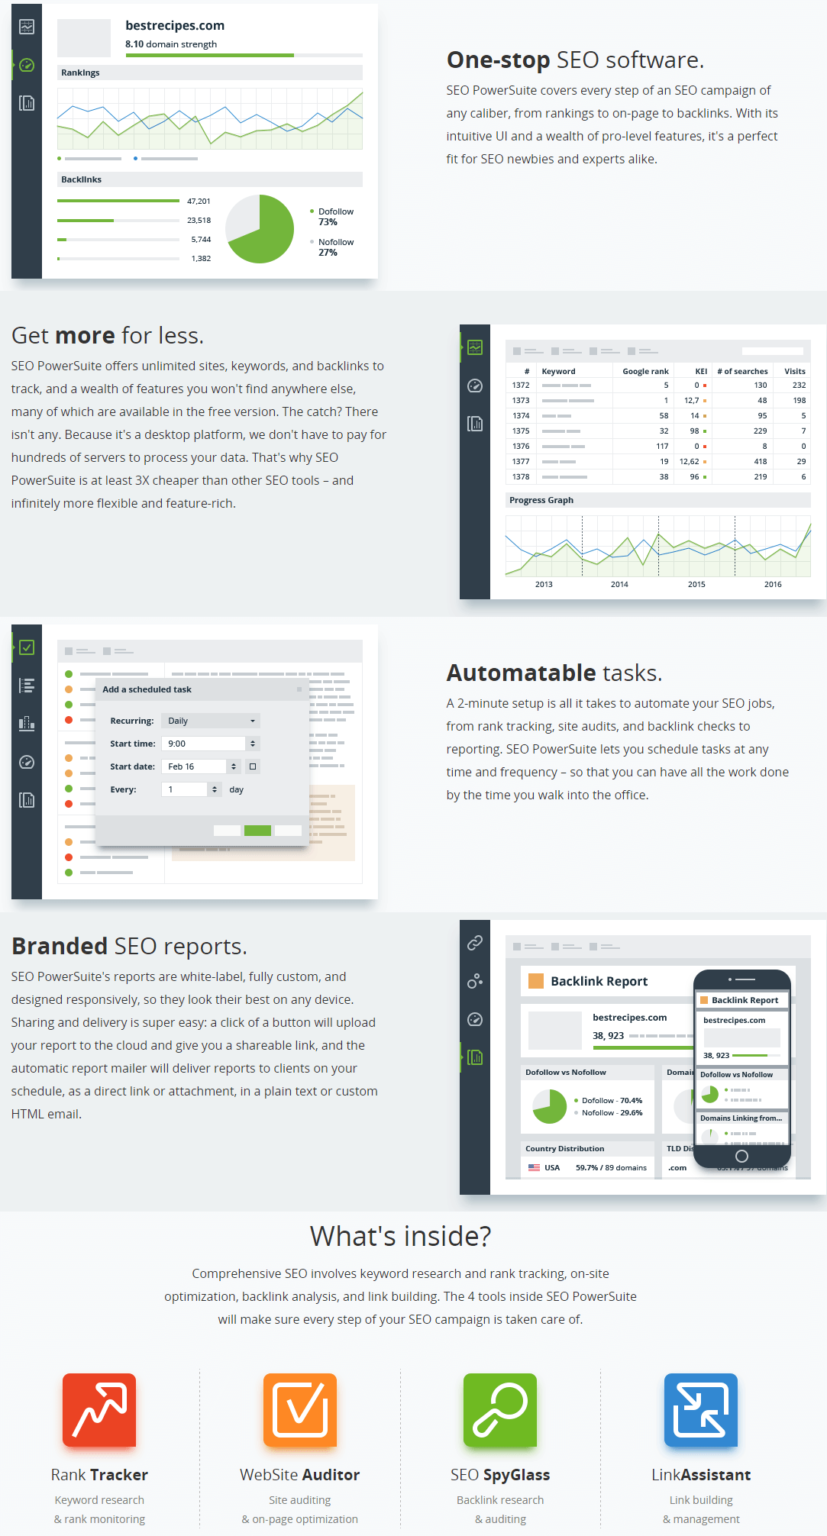 bestrecipes.com
8.10 domain strength
Rankings
Backlinks
47,201
23,518
5,744
1,382
Dofollow
73%
Nofollow
27%
One-stop SEO software.
SEO PowerSuite covers every step of an SEO campaign of
any caliber, from rankings to on-page to backlinks. With its
intuitive UI and a wealth of pro-level features, it's a perfect
fit for SEO newbies and experts alike.
Get more for less.
SEO PowerSuite offers unlimited sites, keywords, and backlinks to
track, and a wealth of features you won't find anywhere else,
many of which are available in the free version. The catch? There
isn't any. Because it's a desktop platform, we don't have to pay for
hundreds of servers to process your data. That's why SEO
PowerSuite is at least 3X cheaper than other SEO tools – and
infinitely more flexible and feature-rich.
# Keyword Google rank KEI # of searches Visits
1372 5 0 130 232
1373 1 12,7 48 198
1374 58 14 95 5
1375 32 98 229 7
1376 117 0 8 0
1377 19 12,62 418 29
1378 38 96 219 6
Progress Graph
2013 2014 2015 2016
Add a scheduled task
Recurring: Daily
Start time: 9:00
Start date: Feb 16
Every: 1 day
Automatable tasks.
A 2-minute setup is all it takes to automate your SEO jobs,
from rank tracking, site audits, and backlink checks to
reporting. SEO PowerSuite lets you schedule tasks at any
time and frequency – so that you can have all the work done
by the time you walk into the office.
Branded SEO reports.
SEO PowerSuite's reports are white-label, fully custom, and
designed responsively, so they look their best on any device.
Sharing and delivery is super easy: a click of a button will upload
your report to the cloud and give you a shareable link, and the
automatic report mailer will deliver reports to clients on your
schedule, as a direct link or attachment, in a plain text or custom
HTML email.
Backlink Report
bestrecipes.com
38, 923
Dofollow vs Nofollow
Dofollow - 70.4%
Nofollow - 29.6%
Country Distribution
USA 59.7% / 89 domains
.com
Backlink Report
bestrecipes.com
38, 923
Dofollow vs Nofollow
Domains Linking from...
What's inside?
Comprehensive SEO involves keyword research and rank tracking, on-site
optimization, backlink analysis, and link building. The 4 tools inside SEO PowerSuite
will make sure every step of your SEO campaign is taken care of.
Rank Tracker
Keyword research
& rank monitoring
WebSite Auditor
Site auditing
& on-page optimization
SEO SpyGlass
Backlink research
& auditing
LinkAssistant
Link building
& management